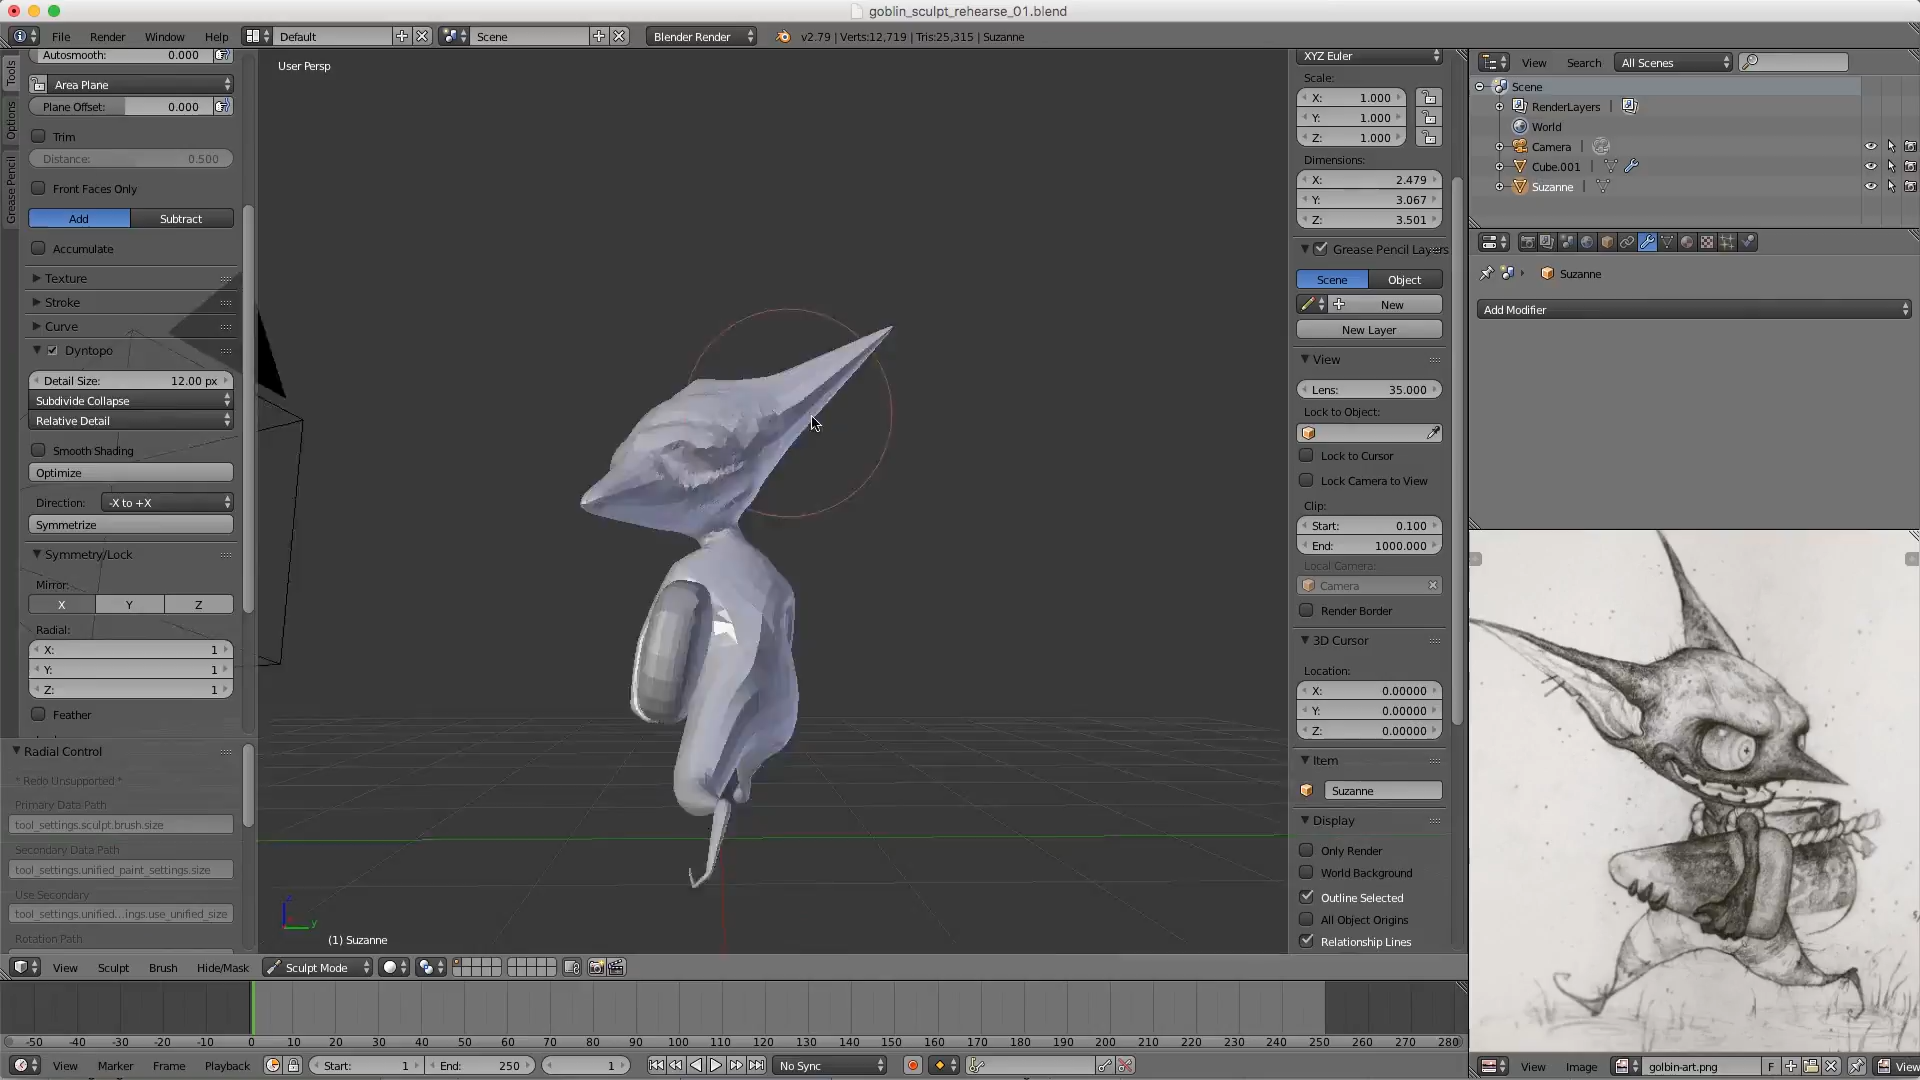 goblin_sculpt_rehearse_01.blend
File Render Window Help Default Scene Blender Render v2.79 | Verts:12,719 | Tris:25,315 | Suzanne
Tools
Options
Grease Pencil
Autosmooth: 0.000
Area Plane
Plane Offset: 0.000
Trim
Distance: 0.500
Front Faces Only
Add Subtract
Accumulate
Texture
Stroke
Curve
Dyntopo
Detail Size: 12.00 px
Subdivide Collapse
Relative Detail
Smooth Shading
Optimize
Direction: -X to +X
Symmetrize
Symmetry/Lock
Mirror:
X Y Z
Radial:
X: 1
Y: 1
Z: 1
Feather
Radial Control
* Redo Unsupported *
Primary Data Path
tool_settings.sculpt.brush.size
Secondary Data Path
tool_settings.unified_paint_settings.size
Use Secondary
tool_settings.unified...ings.use_unified_size
Rotation Path
User Persp
z
y
(1) Suzanne
XYZ Euler
Scale:
X: 1.000
Y: 1.000
Z: 1.000
Dimensions:
X: 2.479
Y: 3.067
Z: 3.501
Grease Pencil Layers
Scene Object
New
New Layer
View
Lens: 35.000
Lock to Object:
Lock to Cursor
Lock Camera to View
Clip:
Start: 0.100
End: 1000.000
Local Camera:
Camera
Render Border
3D Cursor
Location:
X: 0.00000
Y: 0.00000
Z: 0.00000
Item
Suzanne
Display
Only Render
World Background
Outline Selected
All Object Origins
Relationship Lines
View Search All Scenes
Scene
RenderLayers |
World
Camera |
Cube.001 |
Suzanne |
Suzanne
Add Modifier
View Sculpt Brush Hide/Mask Sculpt Mode
-50 -40 -30 -20 -10 0 10 20 30 40 50 60 70 80 90 100 110 120 130 140 150 160 170 180 190 200 210 220 230 240 250 260 270 280
View Marker Frame Playback Start: 1 End: 250 1 No Sync
View Image golbin-art.png F View